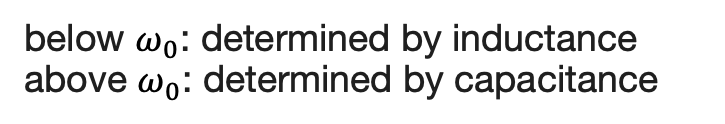 below ω₀: determined by inductance
above ω₀: determined by capacitance